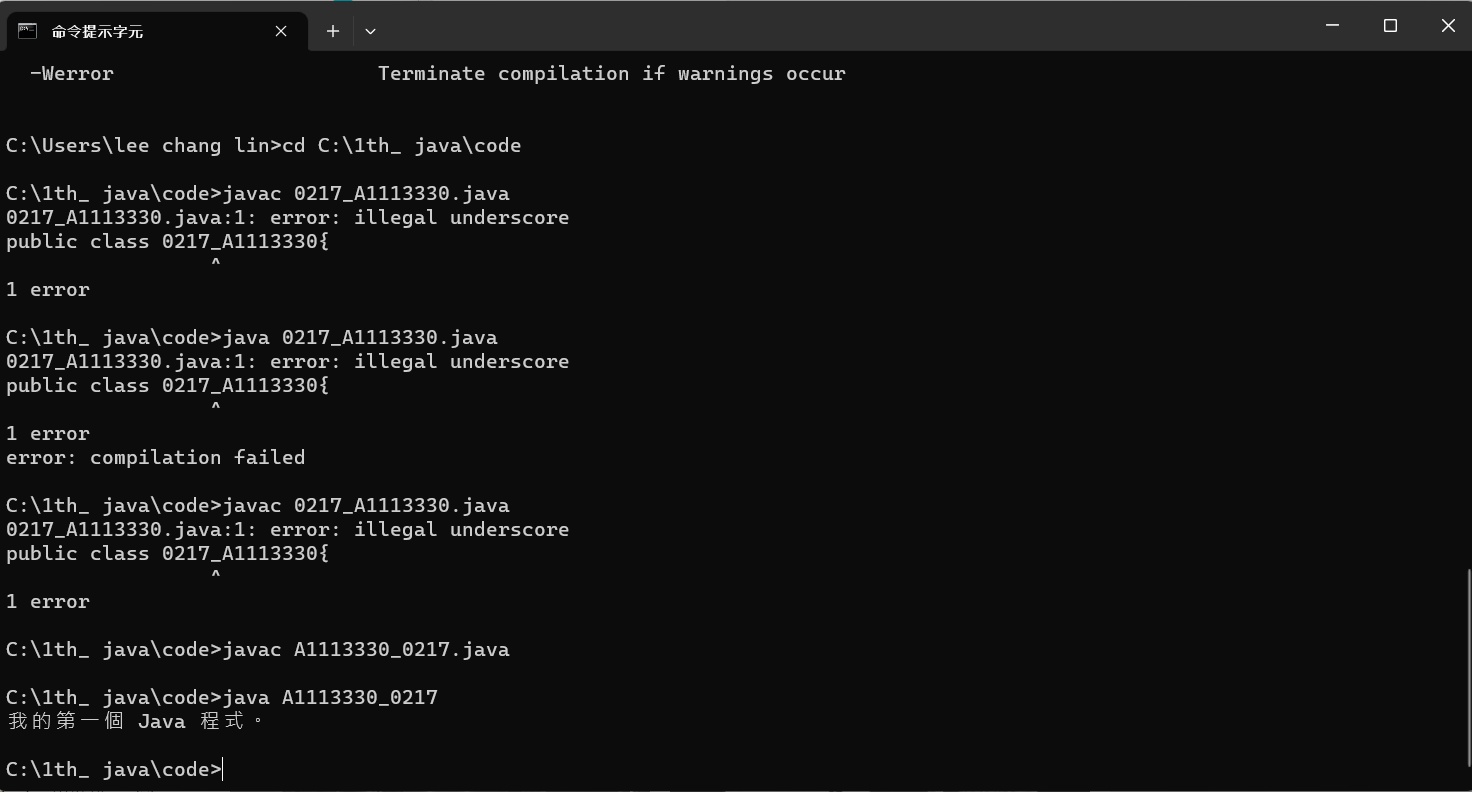 命令提示字元
-Werror                      Terminate compilation if warnings occur
C:\Users\lee chang lin>cd C:\1th_ java\code
C:\1th_ java\code>javac 0217_A1113330.java
0217_A1113330.java:1: error: illegal underscore
public class 0217_A1113330{
^
1 error
C:\1th_ java\code>java 0217_A1113330.java
0217_A1113330.java:1: error: illegal underscore
public class 0217_A1113330{
^
1 error
error: compilation failed
C:\1th_ java\code>javac 0217_A1113330.java
0217_A1113330.java:1: error: illegal underscore
public class 0217_A1113330{
^
1 error
C:\1th_ java\code>javac A1113330_0217.java
C:\1th_ java\code>java A1113330_0217
我的第一個 Java 程式。
C:\1th_ java\code>